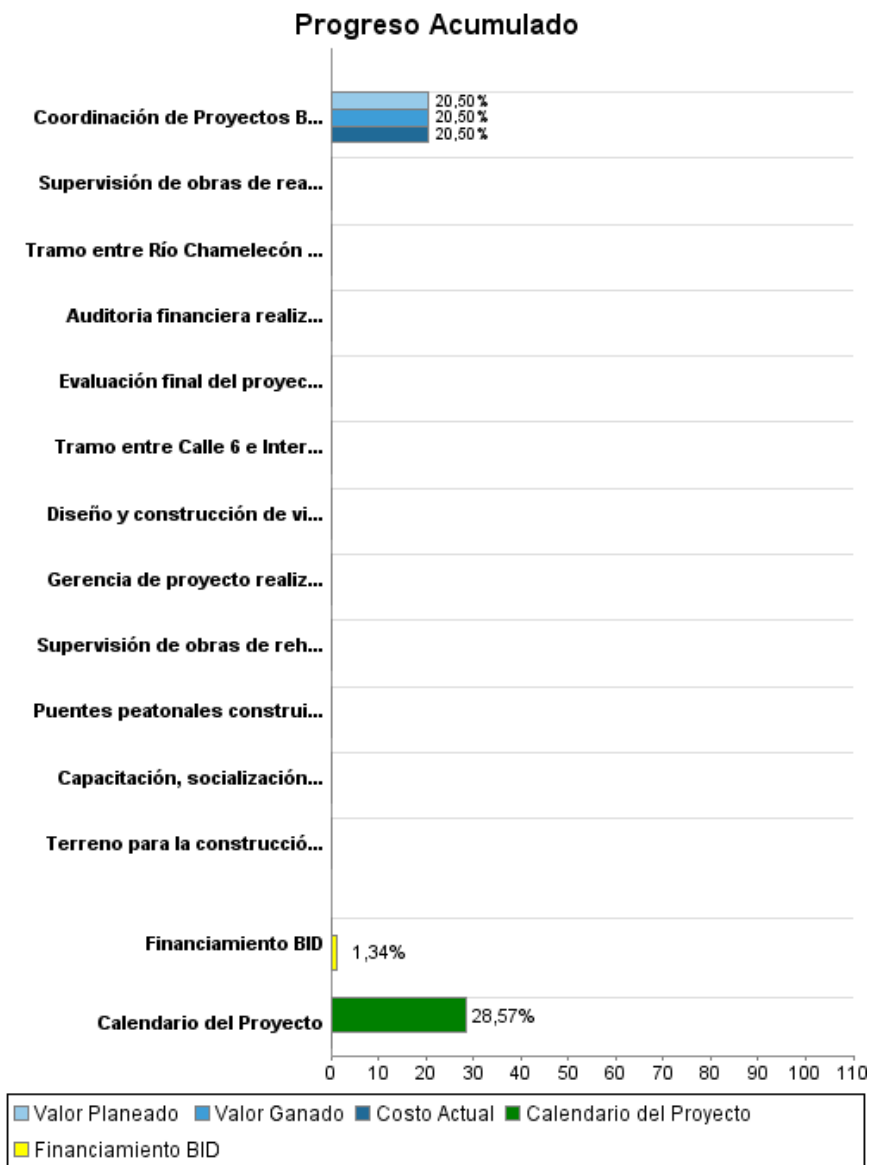 Progreso Acumulado
Coordinación de Proyectos B...
20,50%
20,50%
20,50%
Supervisión de obras de rea...
Tramo entre Río Chamelecón ...
Auditoria financiera realiz...
Evaluación final del proyec...
Tramo entre Calle 6 e Inter...
Diseño y construcción de vi...
Gerencia de proyecto realiz...
Supervisión de obras de reh...
Puentes peatonales construi...
Capacitación, socialización...
Terreno para la construcció...
Financiamiento BID
1,34%
Calendario del Proyecto
28,57%
0 10 20 30 40 50 60 70 80 90 100 110
Valor Planeado Valor Ganado Costo Actual Calendario del Proyecto
Financiamiento BID